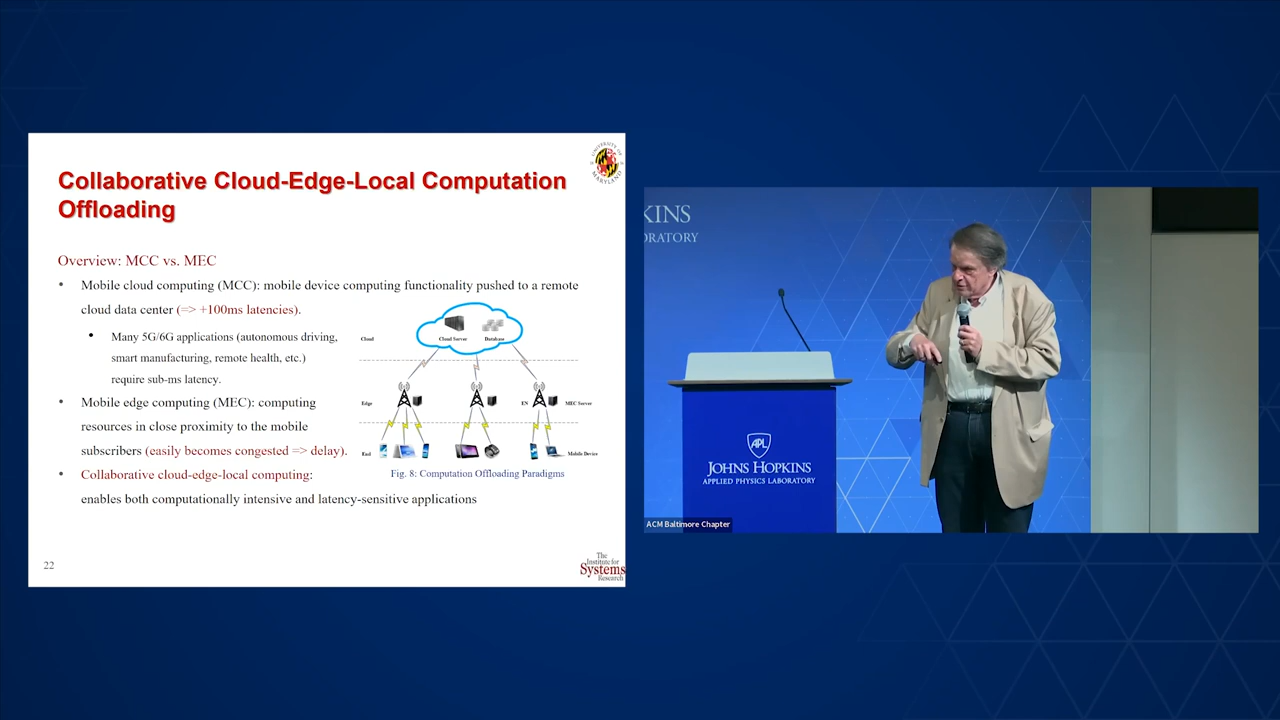 UNIVERSITY OF
MARYLAND
Collaborative Cloud-Edge-Local Computation
Offloading
Overview: MCC vs. MEC
• Mobile cloud computing (MCC): mobile device computing functionality pushed to a remote
cloud data center (=> +100ms latencies).
• Many 5G/6G applications (autonomous driving,
smart manufacturing, remote health, etc.)
require sub-ms latency.
• Mobile edge computing (MEC): computing
resources in close proximity to the mobile
subscribers (easily becomes congested => delay).
• Collaborative cloud-edge-local computing:
enables both computationally intensive and latency-sensitive applications
Cloud
Cloud Server
Database
Edge
EN
MEC Server
End
Mobile Device
Fig. 8: Computation Offloading Paradigms
22
The
Institute for
Systems
Research
KINS
ORATORY
APL
JOHNS HOPKINS
APPLIED PHYSICS LABORATORY
ACM Baltimore Chapter